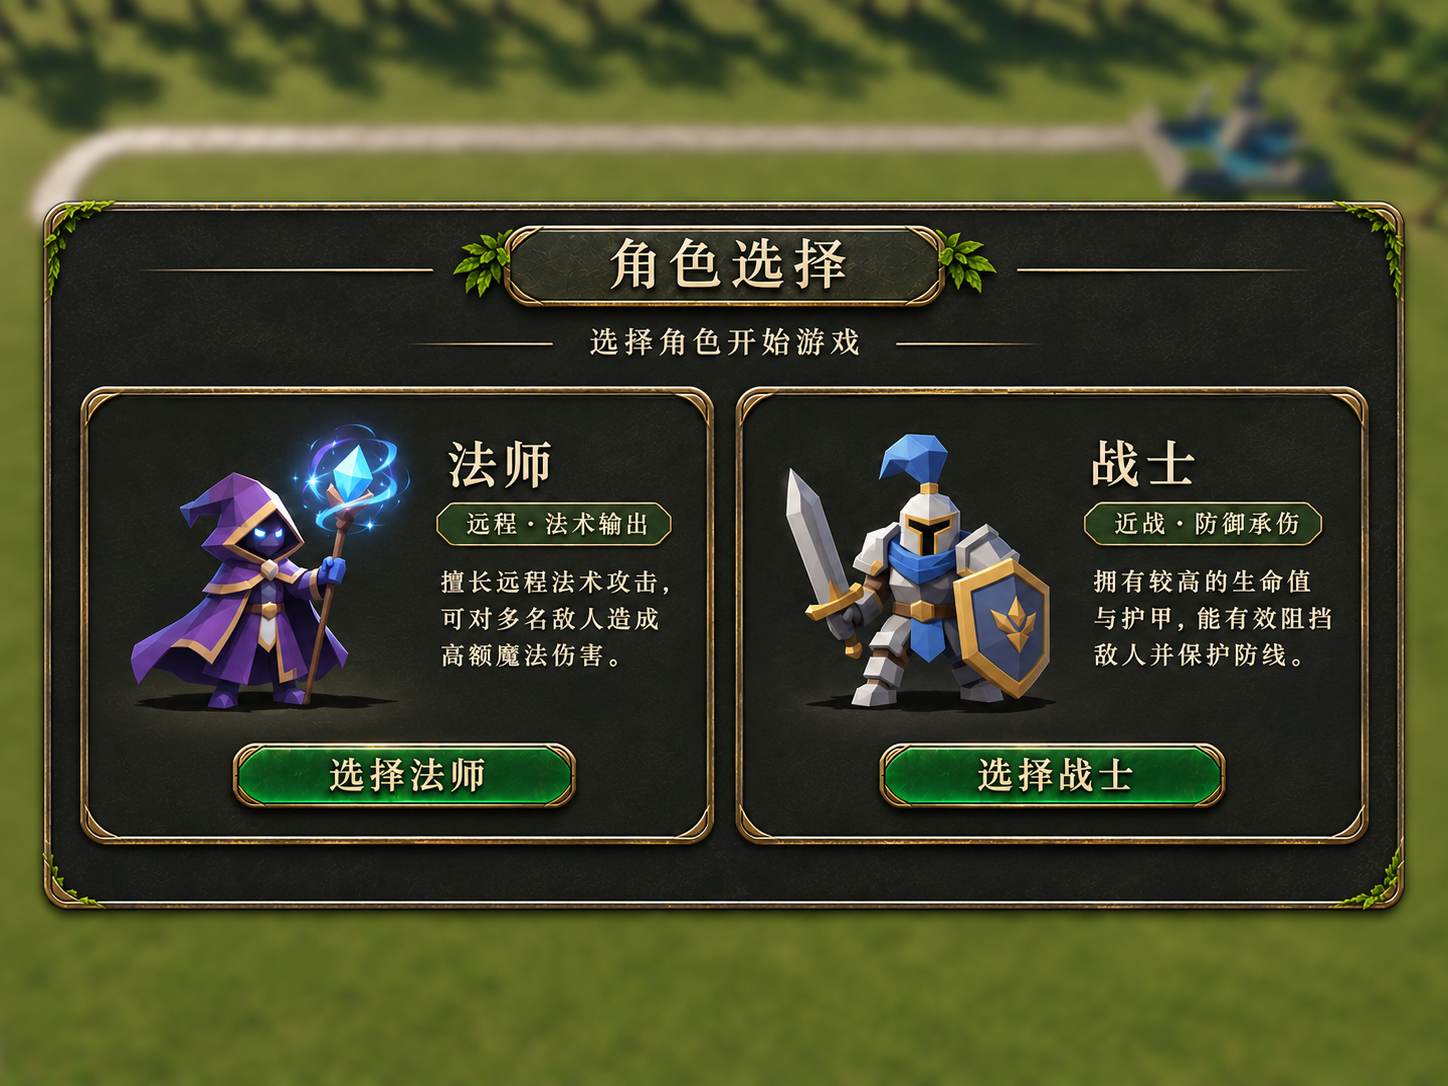 角色选择
选择角色开始游戏
法师
远程·法术输出
擅长远程法术攻击，
可对多名敌人造成
高额魔法伤害。
选择法师
战士
近战·防御承伤
拥有较高的生命值
与护甲，能有效阻挡
敌人并保护防线。
选择战士